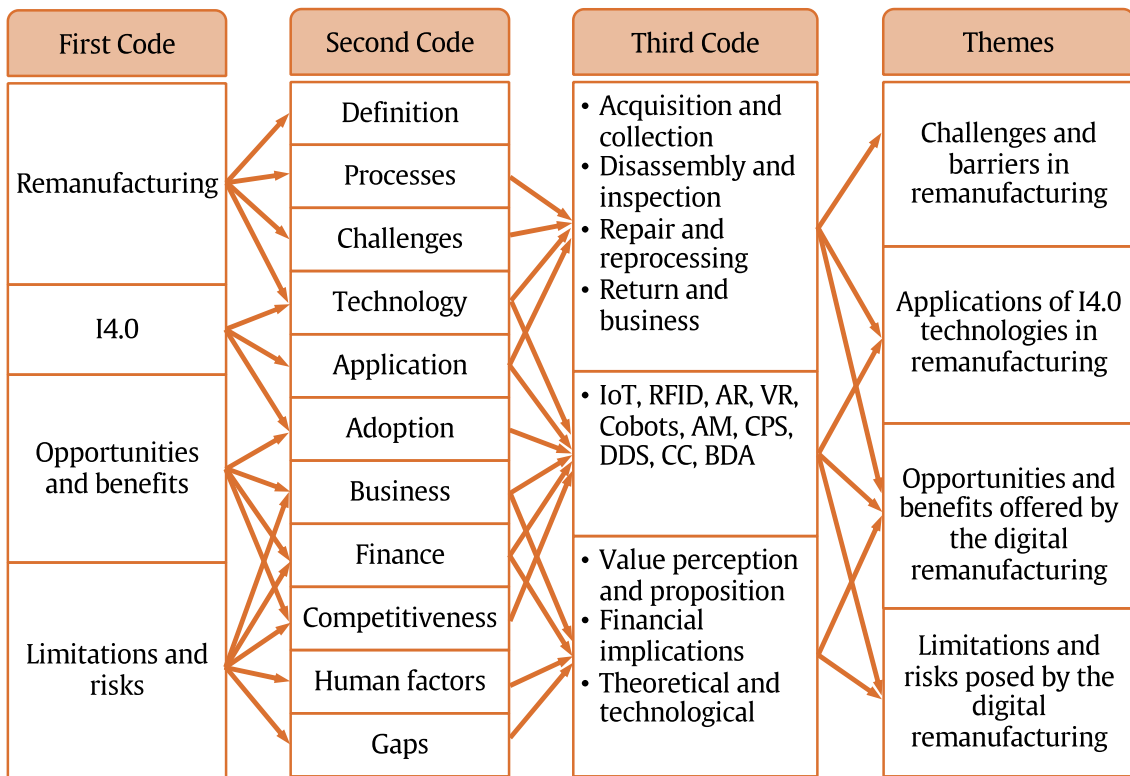 First Code
Second Code
Third Code
Themes
Remanufacturing
I4.0
Opportunities
and benefits
Limitations and
risks
Definition
Processes
Challenges
Technology
Application
Adoption
Business
Finance
Competitiveness
Human factors
Gaps
• Acquisition and
collection
• Disassembly and
inspection
• Repair and
reprocessing
• Return and
business
• IoT, RFID, AR, VR,
Cobots, AM, CPS,
DDS, CC, BDA
• Value perception
and proposition
• Financial
implications
• Theoretical and
technological
Challenges and
barriers in
remanufacturing
Applications of I4.0
technologies in
remanufacturing
Opportunities and
benefits offered by
the digital
remanufacturing
Limitations and
risks posed by the
digital
remanufacturing